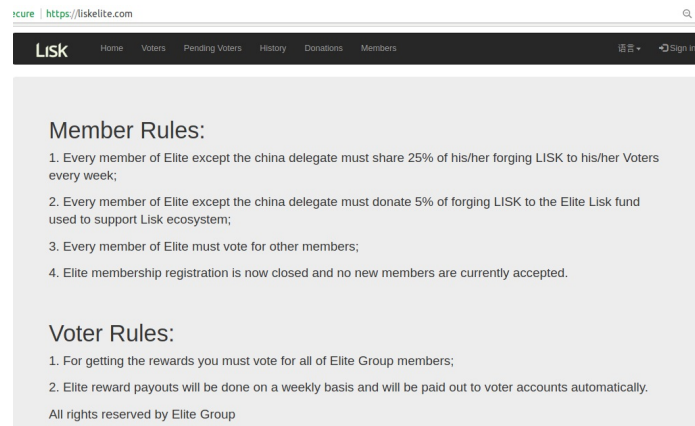 https://liskelite.com
Lısk Home Voters Pending Voters History Donations Members 语言 Sign in
Member Rules:
1. Every member of Elite except the china delegate must share 25% of his/her forging LISK to his/her Voters
every week;
2. Every member of Elite except the china delegate must donate 5% of forging LISK to the Elite Lisk fund
used to support Lisk ecosystem;
3. Every member of Elite must vote for other members;
4. Elite membership registration is now closed and no new members are currently accepted.
Voter Rules:
1. For getting the rewards you must vote for all of Elite Group members;
2. Elite reward payouts will be done on a weekly basis and will be paid out to voter accounts automatically.
All rights reserved by Elite Group